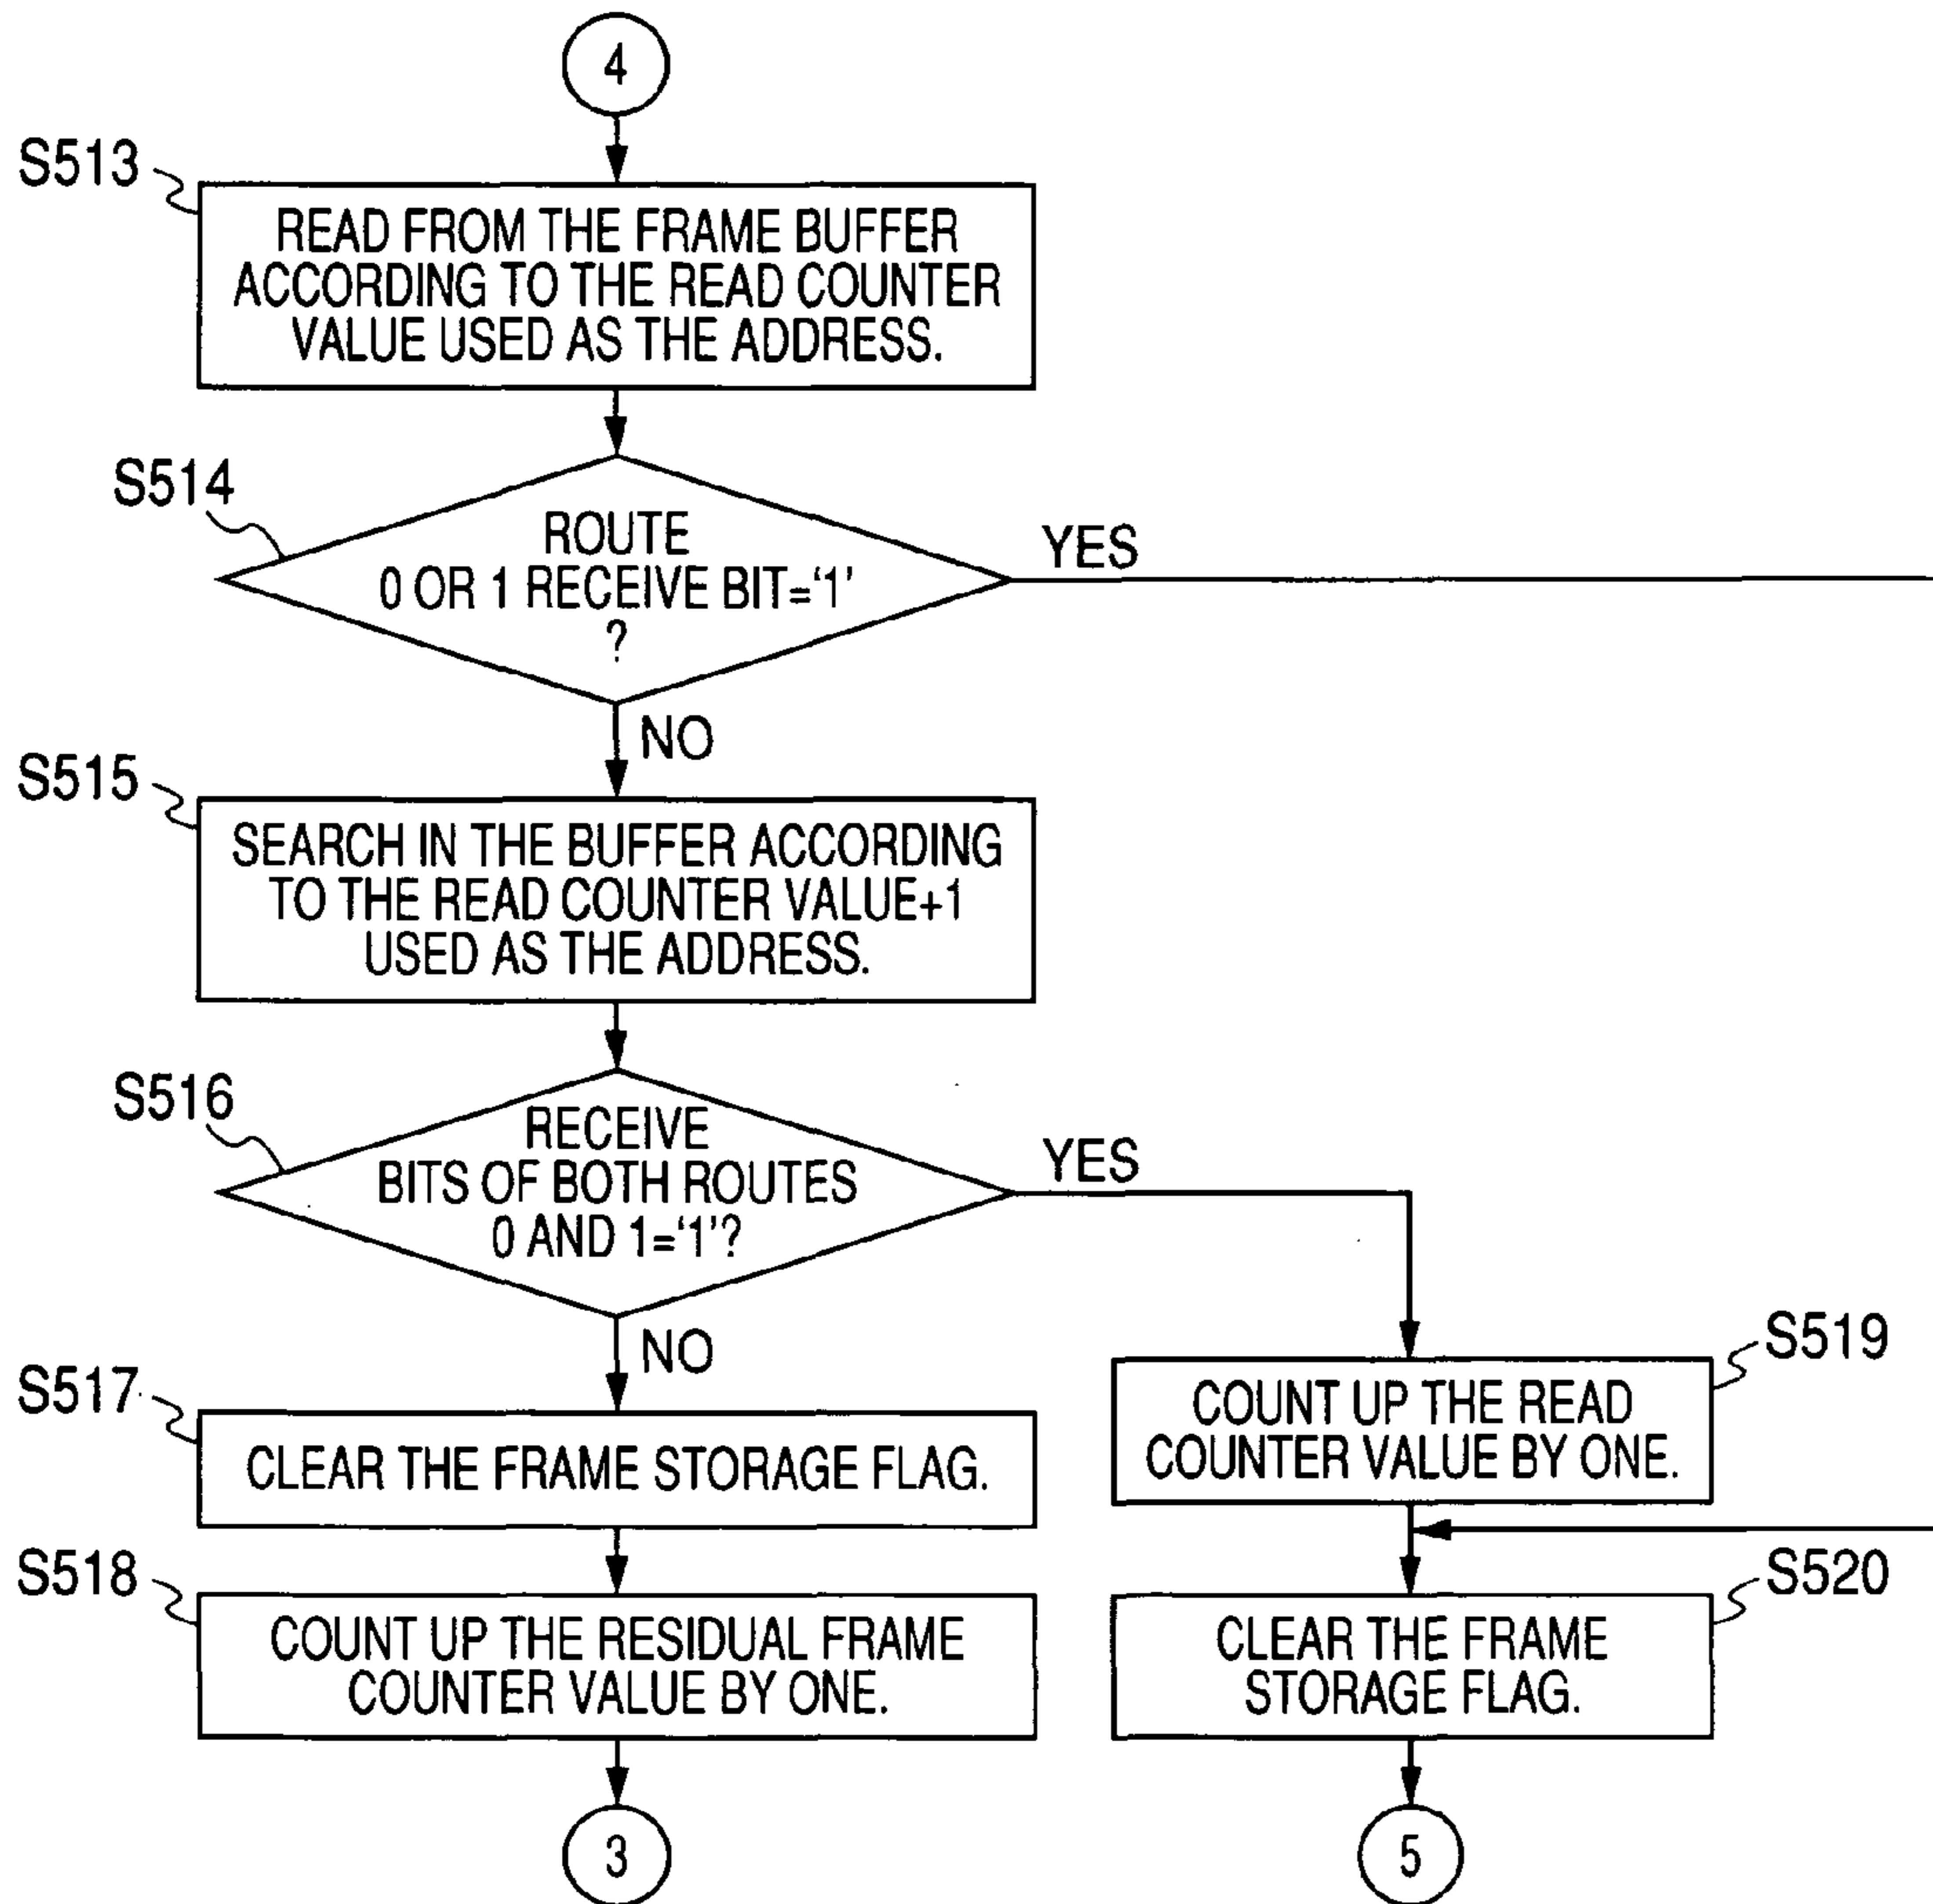 4
S513
READ FROM THE FRAME BUFFER
ACCORDING TO THE READ COUNTER
VALUE USED AS THE ADDRESS.
S514
ROUTE
0 OR 1 RECEIVE BIT=‘1’
?
YES
NO
S515
SEARCH IN THE BUFFER ACCORDING
TO THE READ COUNTER VALUE+1
USED AS THE ADDRESS.
S516
RECEIVE
BITS OF BOTH ROUTES
0 AND 1=‘1’?
YES
NO
S517
CLEAR THE FRAME STORAGE FLAG.
S519
COUNT UP THE READ
COUNTER VALUE BY ONE.
S518
COUNT UP THE RESIDUAL FRAME
COUNTER VALUE BY ONE.
S520
CLEAR THE FRAME
STORAGE FLAG.
3
5